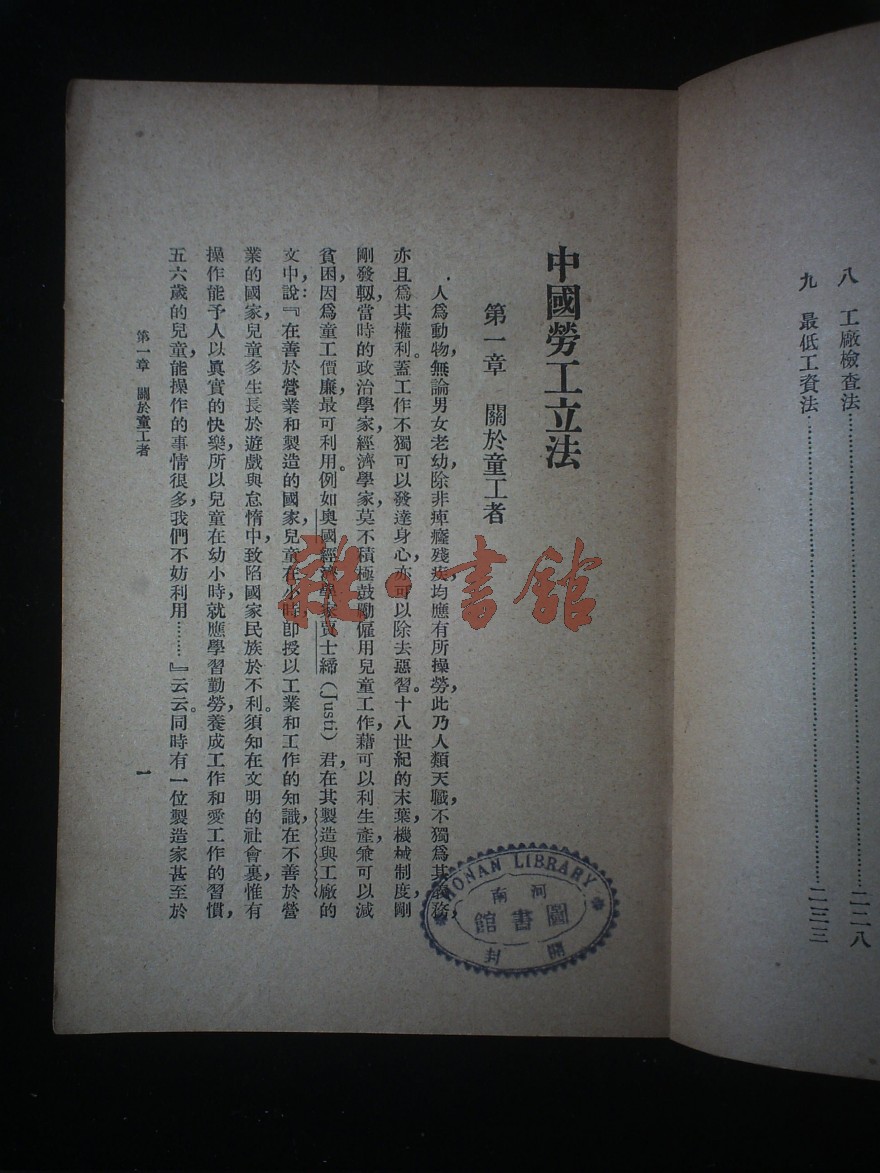 八　工廠檢查法……………………二二八
九　最低工資法……………………二三三
中國勞工立法
第一章　關於童工者
人爲動物，無論男女老幼，除非痺癃殘疾，均應有所操勞，此乃人類天職，不獨爲其義務，
亦且爲其權利。蓋工作不獨可以發達身心，亦可以除去惡習。十八世紀的末葉，機械制度，剛
剛發軔，當時的政治學家，經濟學家，莫不積極鼓勵僱用兒童工作，藉可以利生產，兼可以減
貧困，因爲童工價廉，最可利用。例如奧國經濟學家賈士締（Justi）君在其製造與工廠的
文中，說：『在善於營業和製造的國家，兒童在小時，即授以工業和工作的知識，在不善於營
業的國家，兒童多生長於遊戲與怠惰中，致陷國家民族於不利。須知在文明的社會裏，惟有
操作能予人以眞實的快樂，所以兒童在幼小時，就應學習勤勞，養成工作和愛工作的習慣，
五六歲的兒童，能操作的事情很多，我們不妨利用……』云云。同時有一位製造家甚至於
第一章　關於童工者
一
雜·書館
HONAN LIBRARY
河南
圖書館
開封